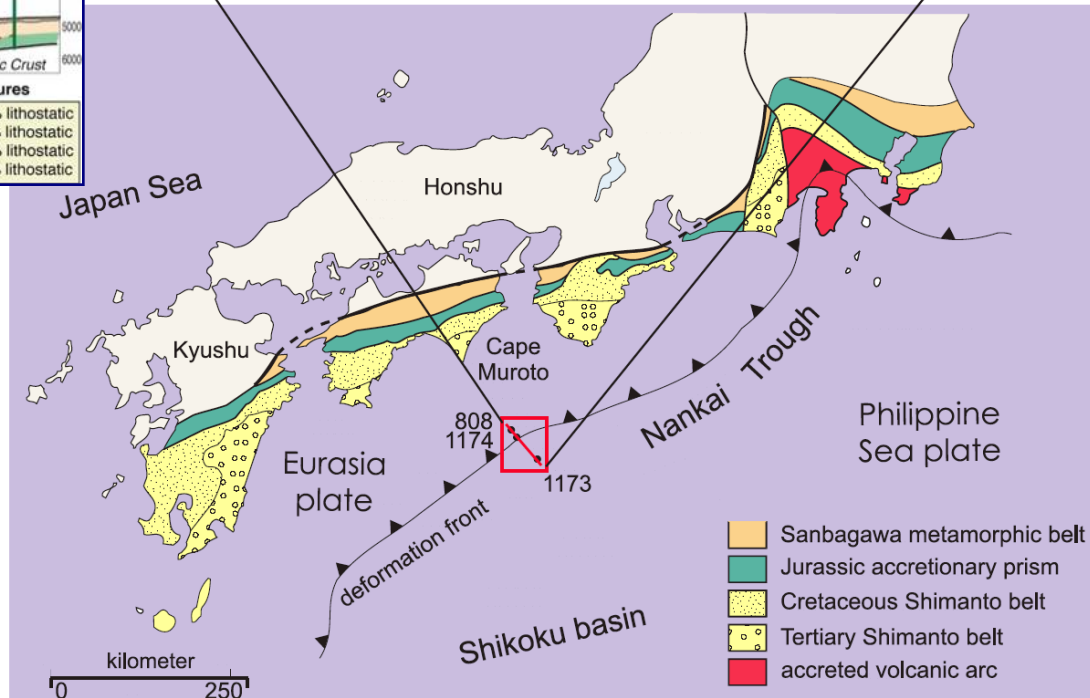 5000
6000
c Crust
ures
lithostatic
lithostatic
lithostatic
lithostatic
Japan Sea
Honshu
Kyushu
Cape
Muroto
808
1174
1173
Nankai Trough
Philippine
Sea plate
Eurasia
plate
deformation front
Shikoku basin
Sanbagawa metamorphic belt
Jurassic accretionary prism
Cretaceous Shimanto belt
Tertiary Shimanto belt
accreted volcanic arc
kilometer
0 250